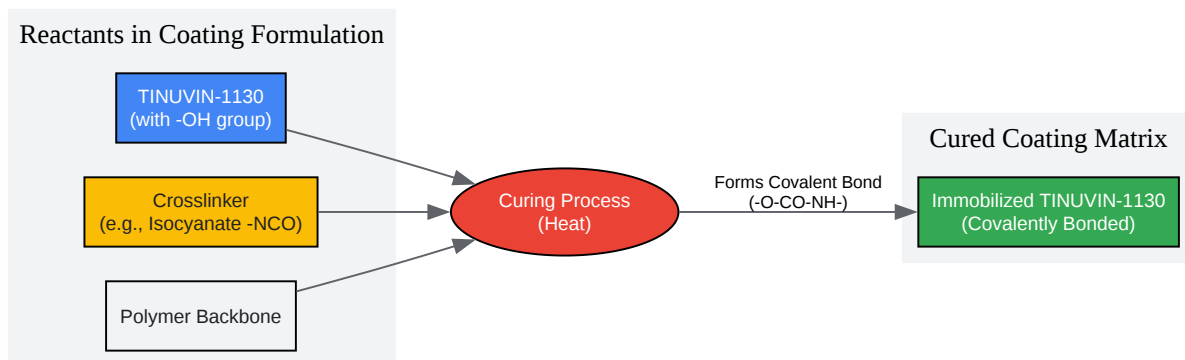 Reactants in Coating Formulation
TINUVIN-1130
(with -OH group)
Crosslinker
(e.g., Isocyanate -NCO)
Polymer Backbone
Curing Process
(Heat)
Forms Covalent Bond
(-O-CO-NH-)
Cured Coating Matrix
Immobilized TINUVIN-1130
(Covalently Bonded)